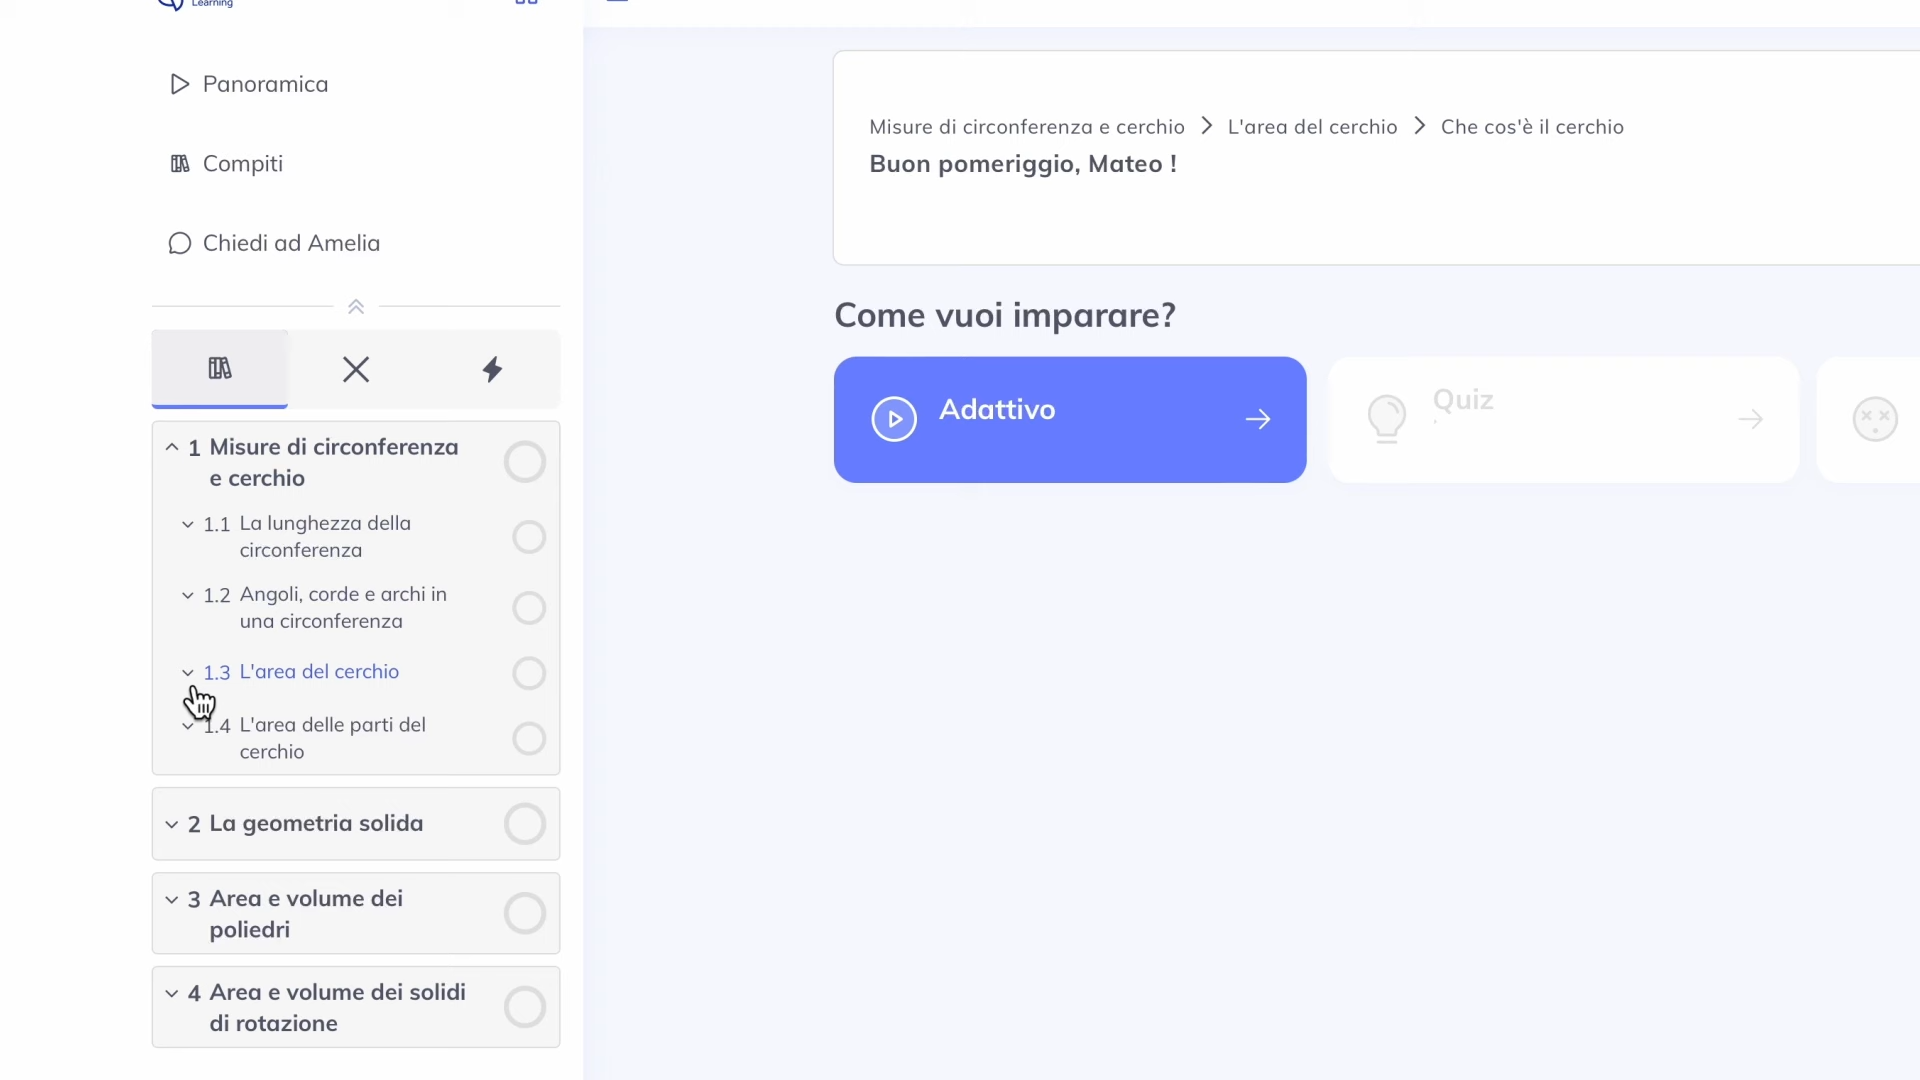 Learning
Panoramica
Compiti
Chiedi ad Amelia
1 Misure di circonferenza
e cerchio
1.1 La lunghezza della
circonferenza
1.2 Angoli, corde e archi in
una circonferenza
1.3 L'area del cerchio
1.4 L'area delle parti del
cerchio
2 La geometria solida
3 Area e volume dei
poliedri
4 Area e volume dei solidi
di rotazione
Misure di circonferenza e cerchio > L'area del cerchio > Che cos'è il cerchio
Buon pomeriggio, Mateo !
Come vuoi imparare?
Adattivo
Quiz